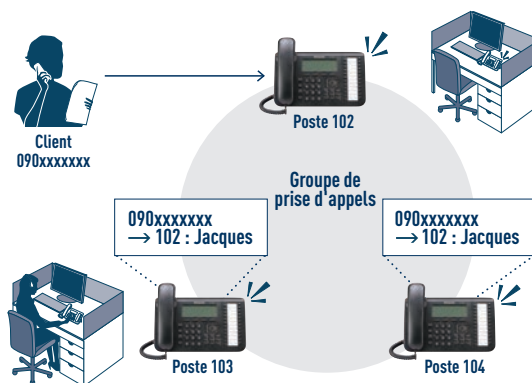 Client
090xxxxxxx
Poste 102
Groupe de
prise d'appels
090xxxxxxx
→ 102 : Jacques
090xxxxxxx
→ 102 : Jacques
Poste 103
Poste 104